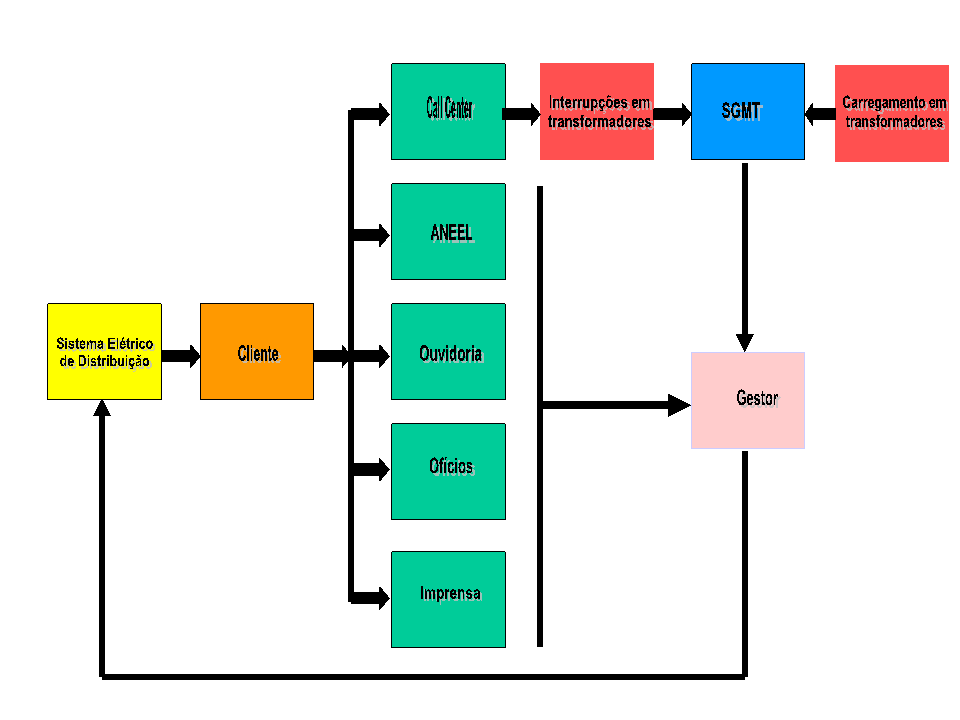 Call Center
Interrupções em
transformadores
SGMT
Carregamento em
transformadores
ANEEL
Sistema Elétrico
de Distribuição
Cliente
Ouvidoria
Gestor
Ofícios
Imprensa